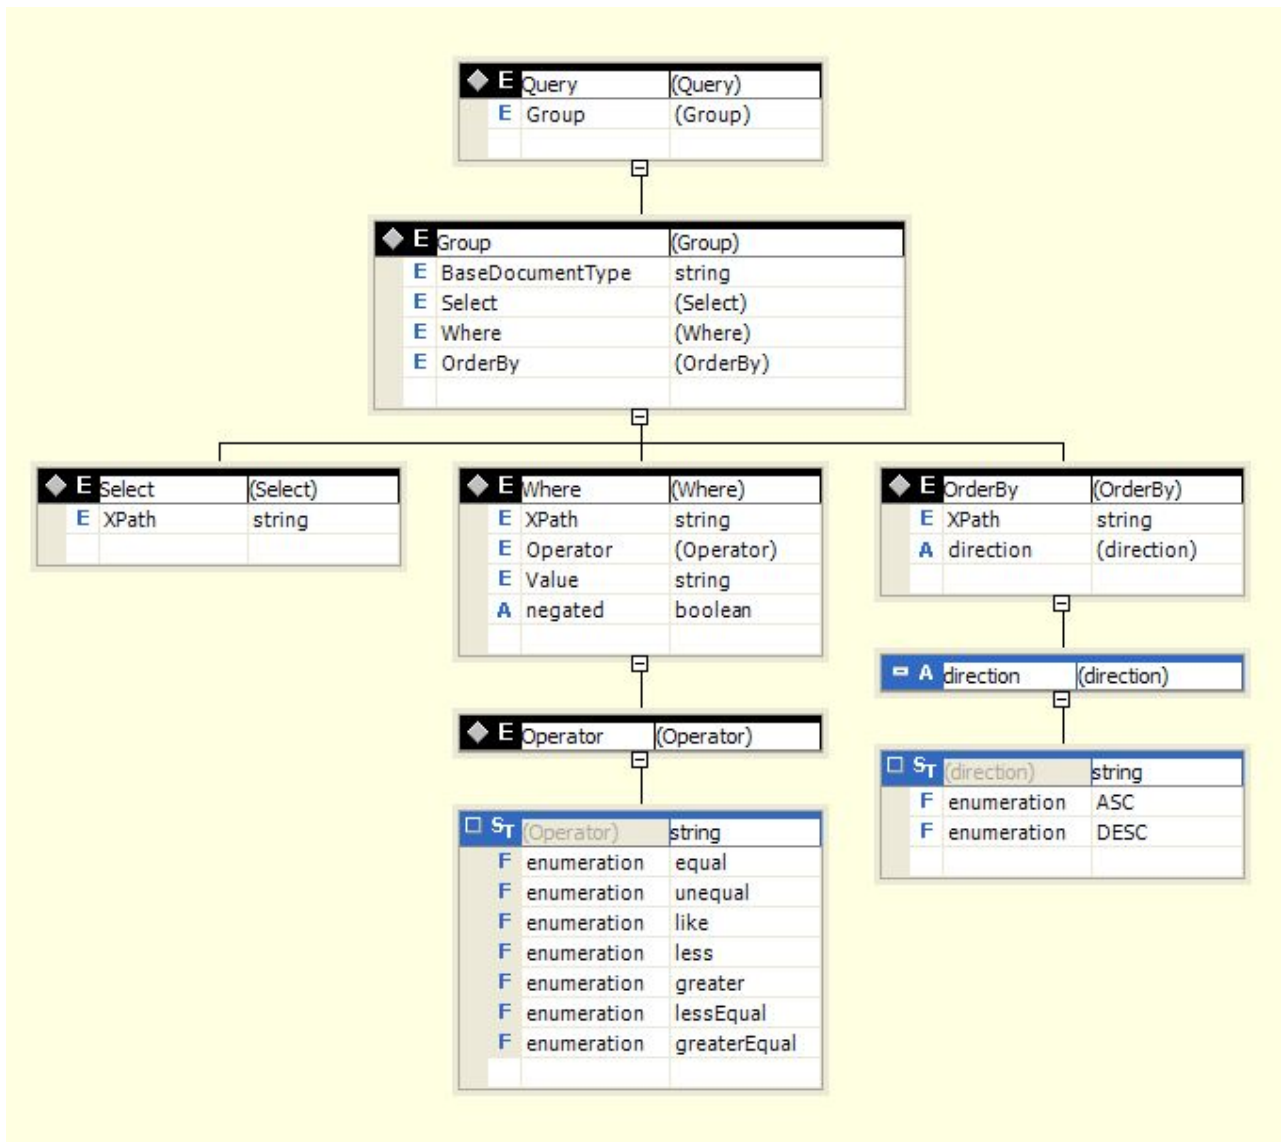 E Query (Query)
E Group (Group)
E Group (Group)
E BaseDocumentType string
E Select (Select)
E Where (Where)
E OrderBy (OrderBy)
E Select (Select)
E XPath string
E Where (Where)
E XPath string
E Operator (Operator)
E Value string
A negated boolean
E OrderBy (OrderBy)
E XPath string
A direction (direction)
E Operator (Operator)
ST (Operator) string
F enumeration equal
F enumeration unequal
F enumeration like
F enumeration less
F enumeration greater
F enumeration lessEqual
F enumeration greaterEqual
A direction (direction)
ST (direction) string
F enumeration ASC
F enumeration DESC